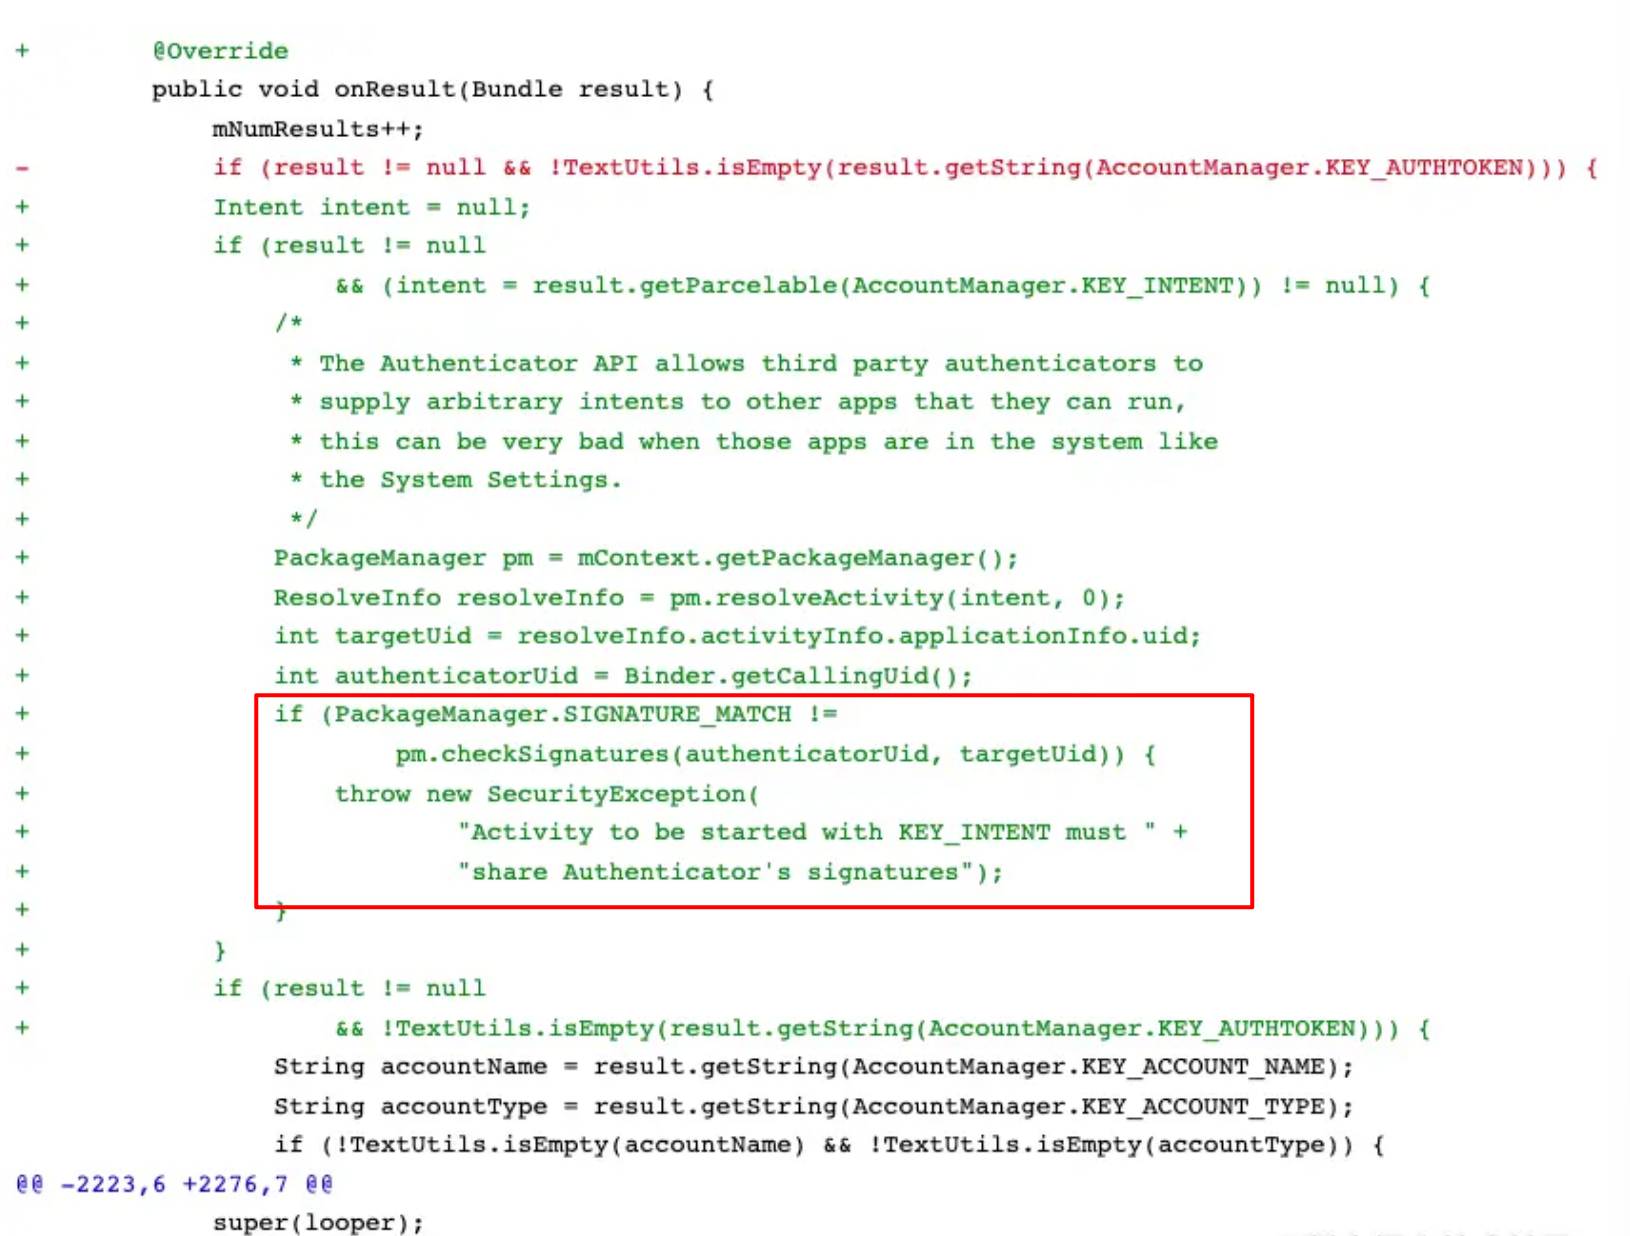 + @Override
public void onResult(Bundle result) {
mNumResults++;
- if (result != null && !TextUtils.isEmpty(result.getString(AccountManager.KEY_AUTHTOKEN))) {
+ Intent intent = null;
+ if (result != null
+ && (intent = result.getParcelable(AccountManager.KEY_INTENT)) != null) {
+ /*
+ * The Authenticator API allows third party authenticators to
+ * supply arbitrary intents to other apps that they can run,
+ * this can be very bad when those apps are in the system like
+ * the System Settings.
+ */
+ PackageManager pm = mContext.getPackageManager();
+ ResolveInfo resolveInfo = pm.resolveActivity(intent, 0);
+ int targetUid = resolveInfo.activityInfo.applicationInfo.uid;
+ int authenticatorUid = Binder.getCallingUid();
+ if (PackageManager.SIGNATURE_MATCH !=
+ pm.checkSignatures(authenticatorUid, targetUid)) {
+ throw new SecurityException(
+ "Activity to be started with KEY_INTENT must " +
+ "share Authenticator's signatures");
+ }
+ }
+ if (result != null
+ && !TextUtils.isEmpty(result.getString(AccountManager.KEY_AUTHTOKEN))) {
String accountName = result.getString(AccountManager.KEY_ACCOUNT_NAME);
String accountType = result.getString(AccountManager.KEY_ACCOUNT_TYPE);
if (!TextUtils.isEmpty(accountName) && !TextUtils.isEmpty(accountType)) {
@@ -2223,6 +2276,7 @@
super(looper);